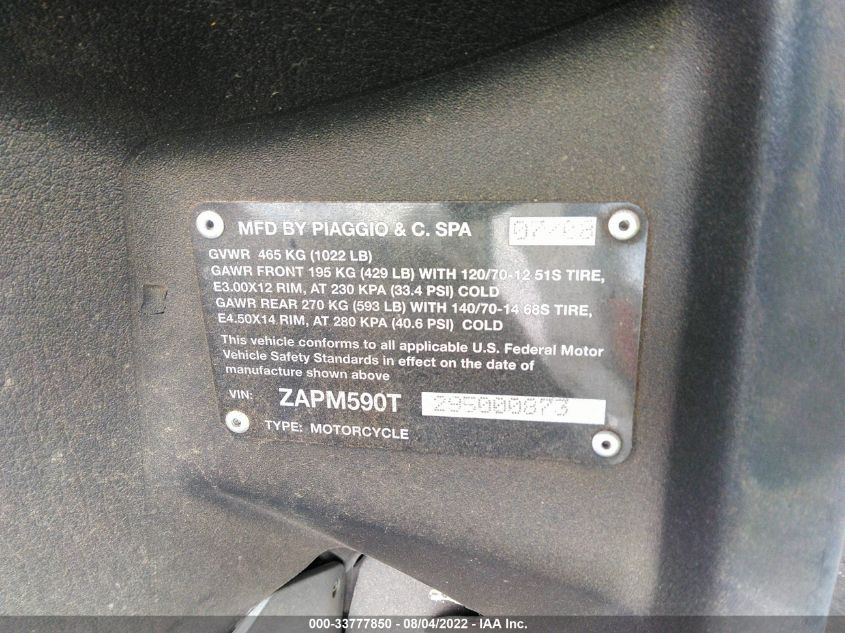 MFD BY PIAGGIO & C. SPA 07/08
GVWR 465 KG (1022 LB)
GAWR FRONT 195 KG (429 LB) WITH 120/70-12 51S TIRE,
E3.00X12 RIM, AT 230 KPA (33.4 PSI) COLD
GAWR REAR 270 KG (593 LB) WITH 140/70-14 68S TIRE,
E4.50X14 RIM, AT 280 KPA (40.6 PSI) COLD
This vehicle conforms to all applicable U.S. Federal Motor
Vehicle Safety Standards in effect on the date of
manufacture shown above
VIN: ZAPM590T 295000873
TYPE: MOTORCYCLE
000-33777850 - 08/04/2022 - IAA Inc.